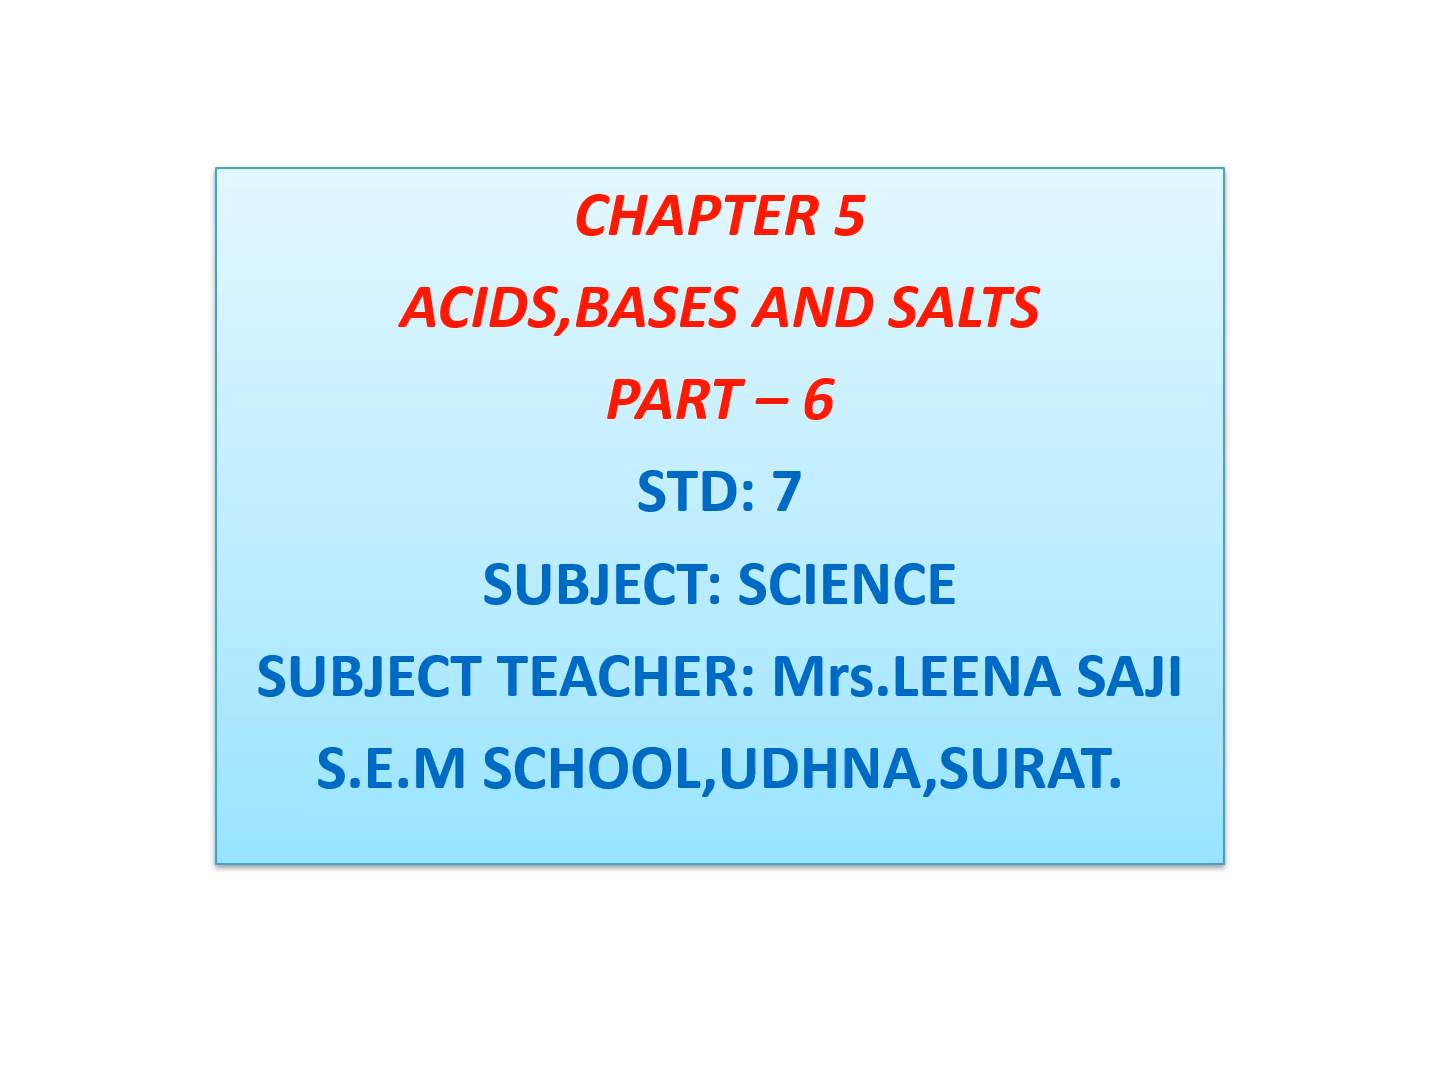 CHAPTER 5
ACIDS,BASES AND SALTS
PART – 6
STD: 7
SUBJECT: SCIENCE
SUBJECT TEACHER: Mrs.LEENA SAJI
S.E.M SCHOOL,UDHNA,SURAT.